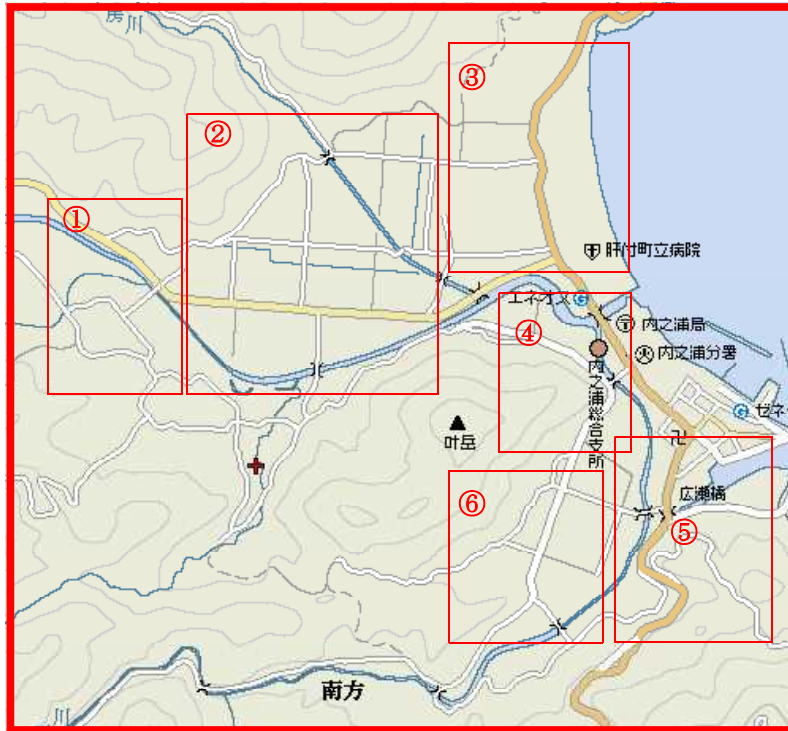 房川
③
②
①
肝付町立病院
エネオス
内之浦局
④
内之浦分署
内之浦総合支所
ゼネ
叶岳
卍
広瀬橋
⑥
⑤
南方
川